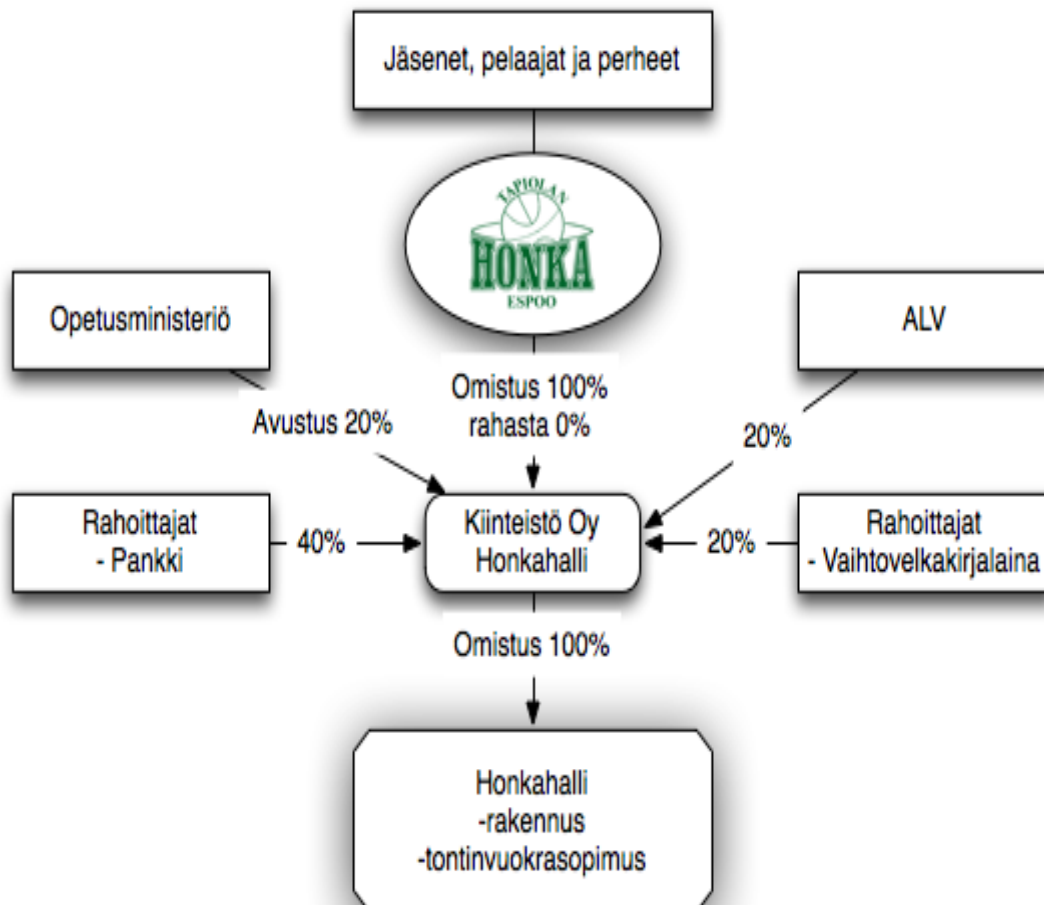 Jäsenet, pelaajat ja perheet
TAPIOLAN
HONKA
ESPOO
Opetusministeriö
ALV
Omistus 100%
rahasta 0%
Avustus 20%
20%
Rahoittajat
- Pankki
40%
Kiinteistö Oy
Honkahalli
20%
Rahoittajat
- Vaihtovelkakirjalaina
Omistus 100%
Honkahalli
-rakennus
-tontinvuokrasopimus